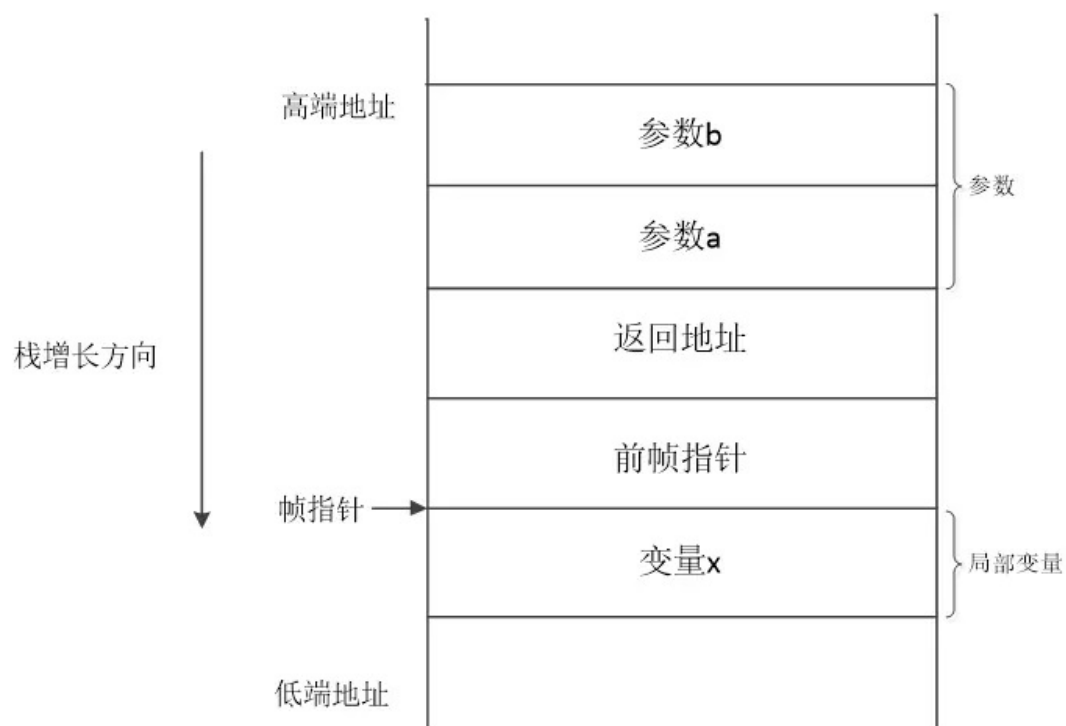 高端地址
参数b
参数
参数a
返回地址
栈增长方向
前帧指针
帧指针
变量x
局部变量
低端地址